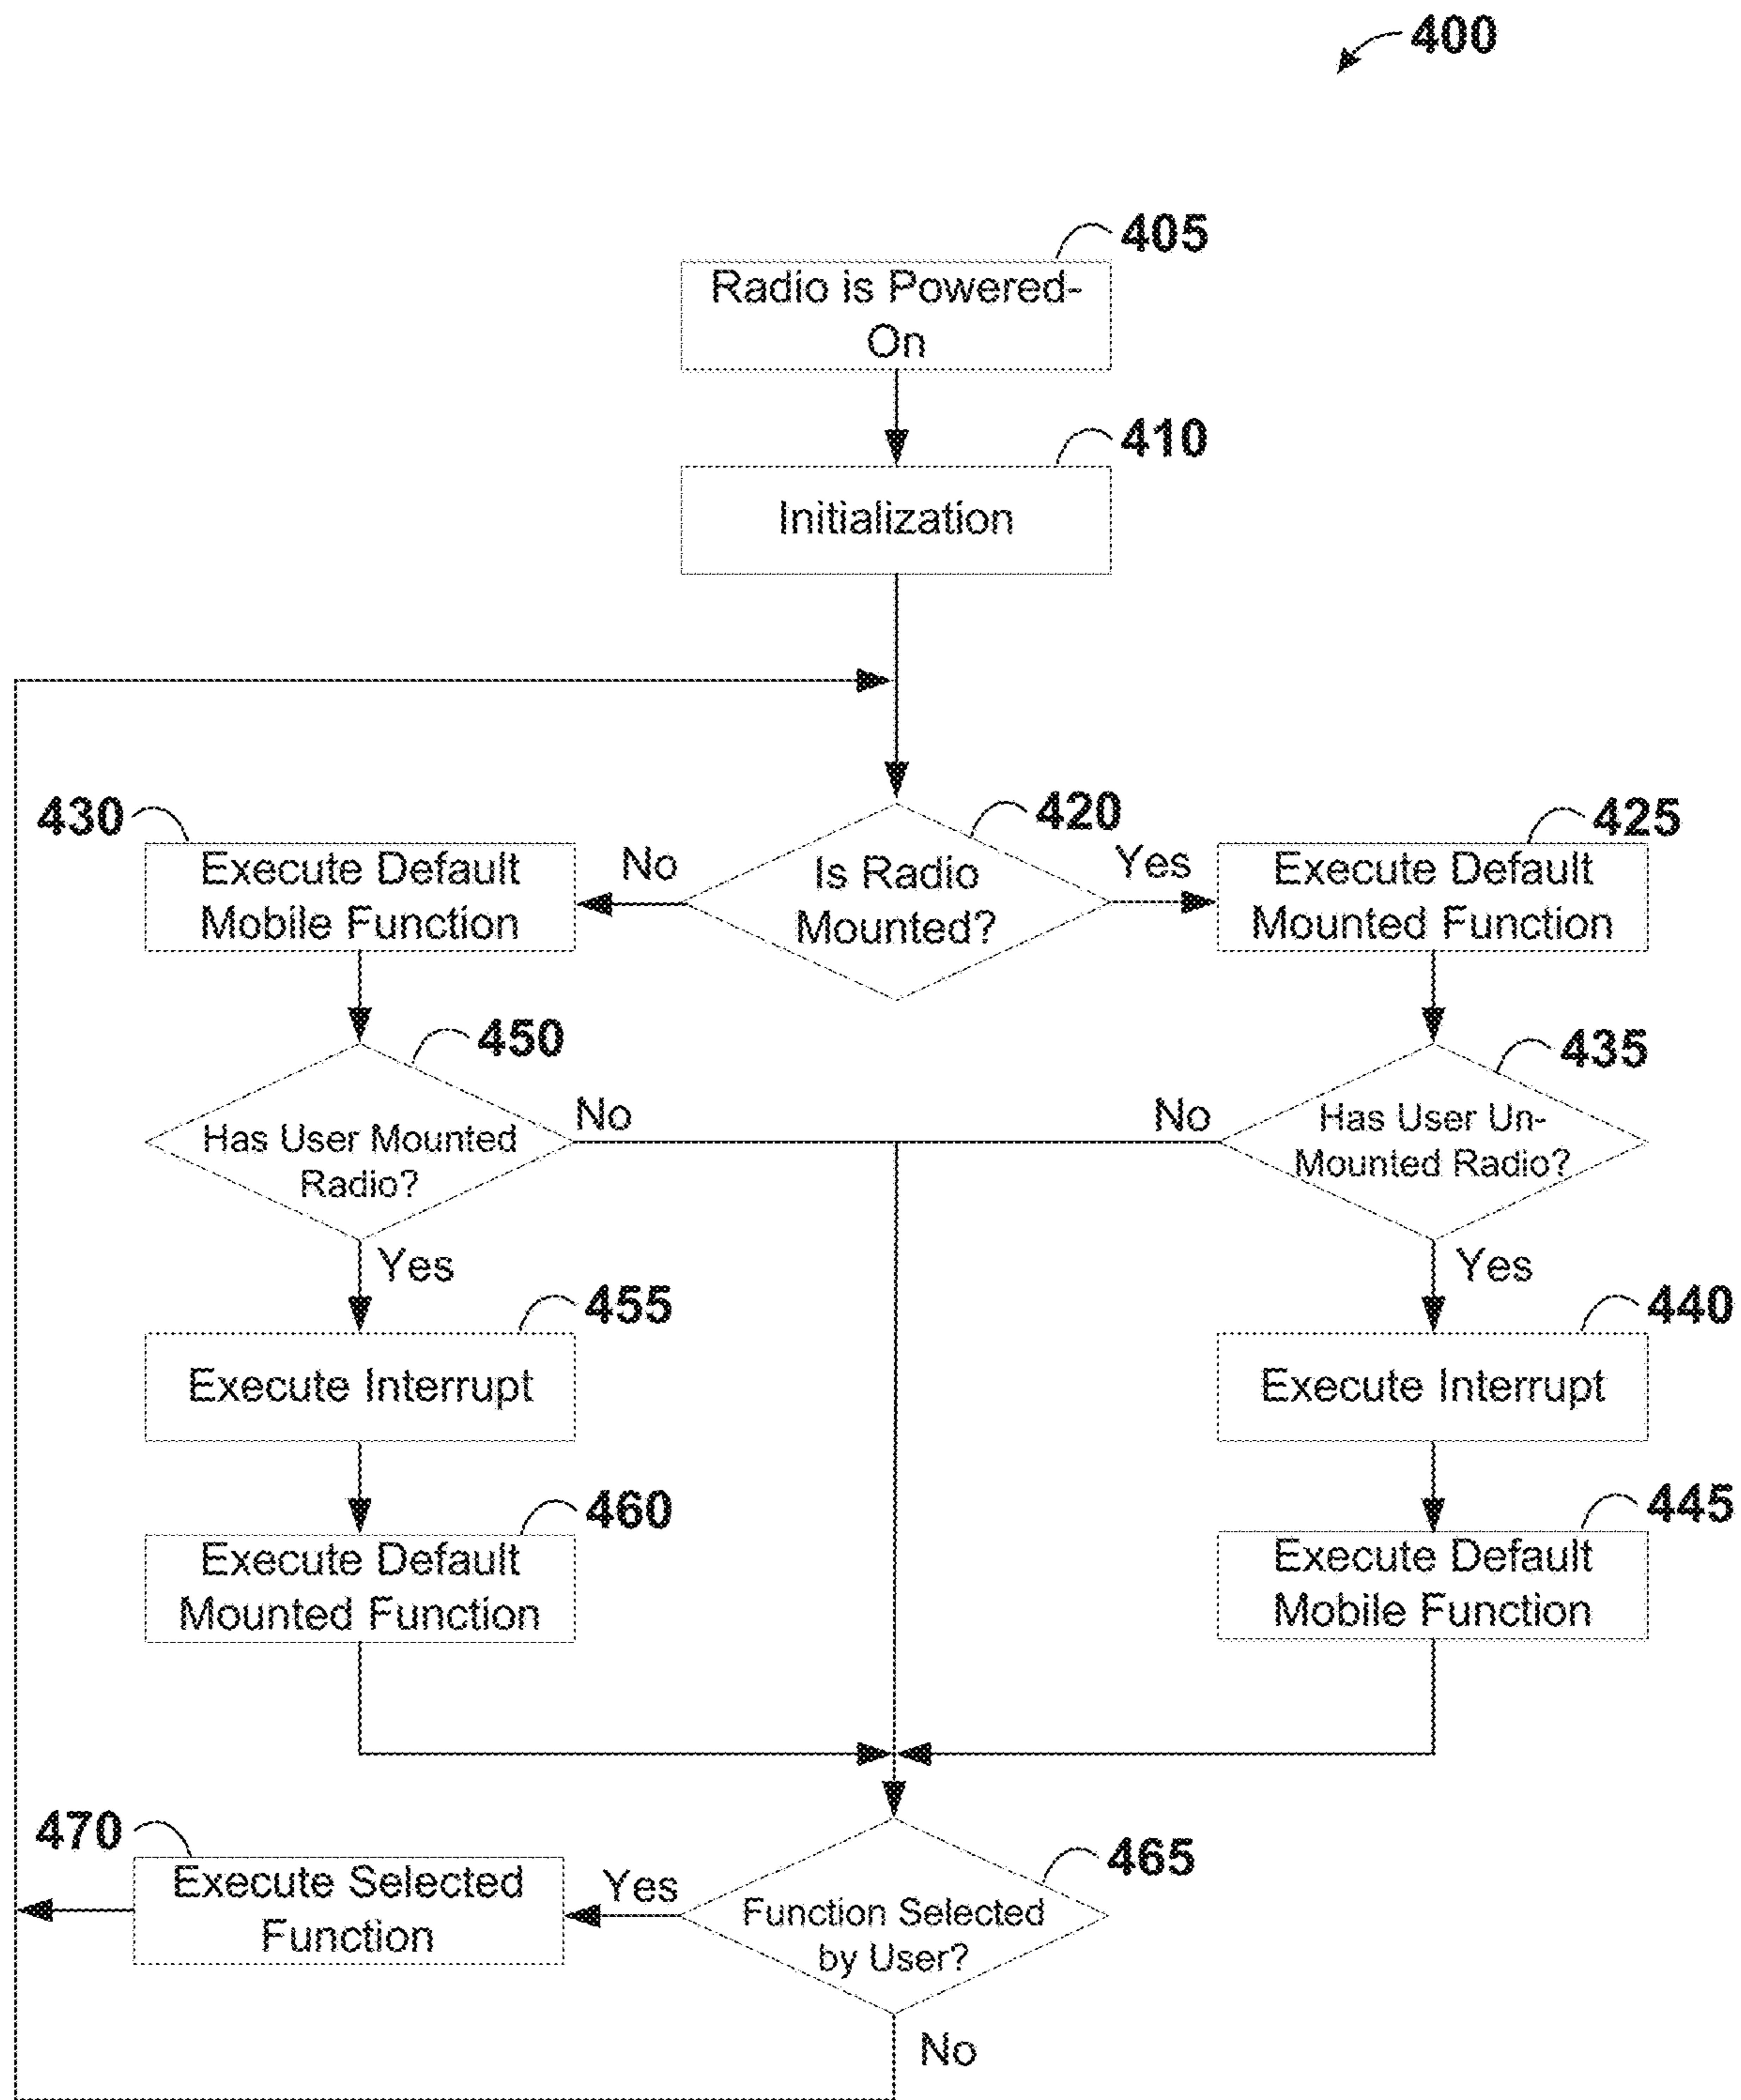 400
405
Radio is Powered-
On
410
Initialization
430
420
425
Execute Default
Mobile Function
No
Is Radio
Mounted?
Yes
Execute Default
Mounted Function
450
435
Has User Mounted
Radio?
No
No
Has User Un-
Mounted Radio?
Yes
Yes
455
440
Execute Interrupt
Execute Interrupt
460
445
Execute Default
Mounted Function
Execute Default
Mobile Function
470
465
Execute Selected
Function
Yes
Function Selected
by User?
No